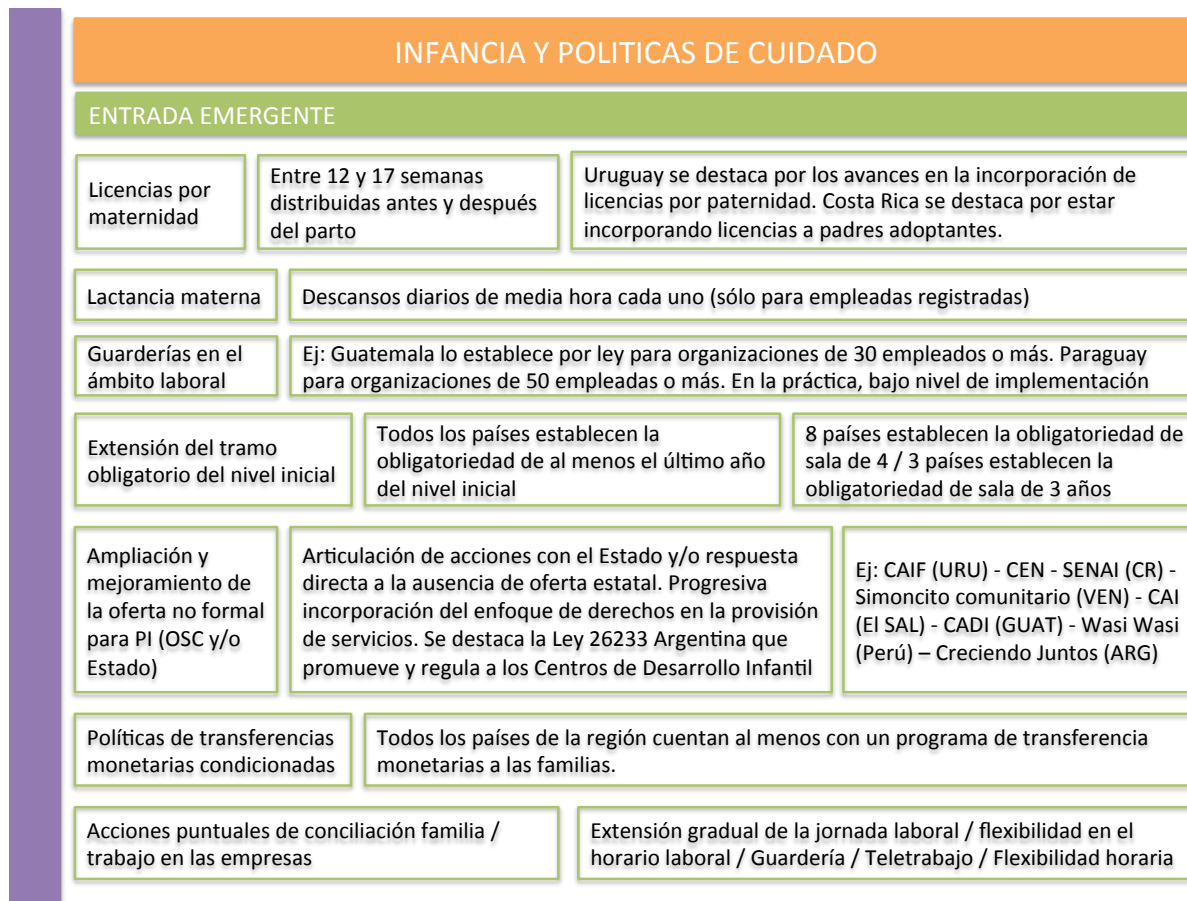 INFANCIA Y POLITICAS DE CUIDADO
ENTRADA EMERGENTE
Licencias por
maternidad
Entre 12 y 17 semanas
distribuidas antes y después
del parto
Uruguay se destaca por los avances en la incorporación de
licencias por paternidad. Costa Rica se destaca por estar
incorporando licencias a padres adoptantes.
Lactancia materna
Descansos diarios de media hora cada uno (sólo para empleadas registradas)
Guarderías en el
ámbito laboral
Ej: Guatemala lo establece por ley para organizaciones de 30 empleados o más. Paraguay
para organizaciones de 50 empleadas o más. En la práctica, bajo nivel de implementación
Extensión del tramo
obligatorio del nivel inicial
Todos los países establecen la
obligatoriedad de al menos el último año
del nivel inicial
8 países establecen la obligatoriedad de
sala de 4 / 3 países establecen la
obligatoriedad de sala de 3 años
Ampliación y
mejoramiento de
la oferta no formal
para PI (OSC y/o
Estado)
Articulación de acciones con el Estado y/o respuesta
directa a la ausencia de oferta estatal. Progresiva
incorporación del enfoque de derechos en la provisión
de servicios. Se destaca la Ley 26233 Argentina que
promueve y regula a los Centros de Desarrollo Infantil
Ej: CAIF (URU) - CEN - SENAI (CR) -
Simoncito comunitario (VEN) - CAI
(El SAL) - CADI (GUAT) - Wasi Wasi
(Perú) – Creciendo Juntos (ARG)
Políticas de transferencias
monetarias condicionadas
Todos los países de la región cuentan al menos con un programa de transferencia
monetarias a las familias.
Acciones puntuales de conciliación familia /
trabajo en las empresas
Extensión gradual de la jornada laboral / flexibilidad en el
horario laboral / Guardería / Teletrabajo / Flexibilidad horaria